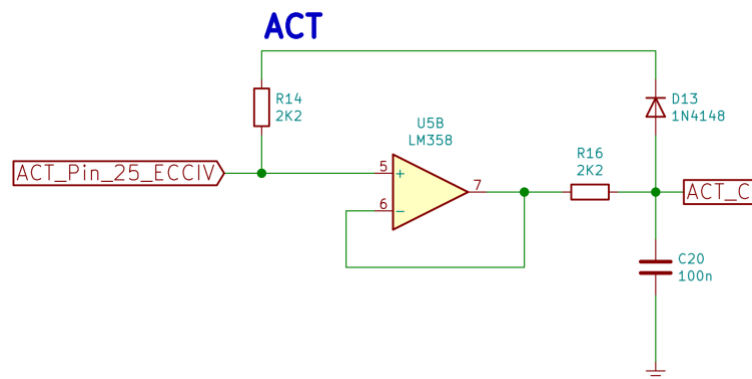 ACT
R14
2K2
D13
1N4148
U5B
LM358
R16
2K2
ACT_Pin_25_ECCIV
5
+
6
-
7
ACT_C
C20
100n